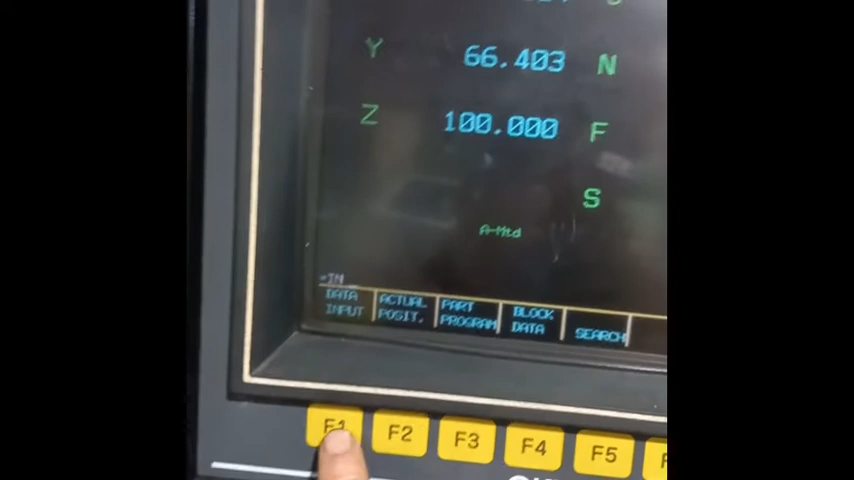 Y 66.403 N
Z 100.000 F
S
A-Mtd
=IN
DATA INPUT
ACTUAL POSIT.
PART PROGRAM
BLOCK DATA
SEARCH
F1 F2 F3 F4 F5